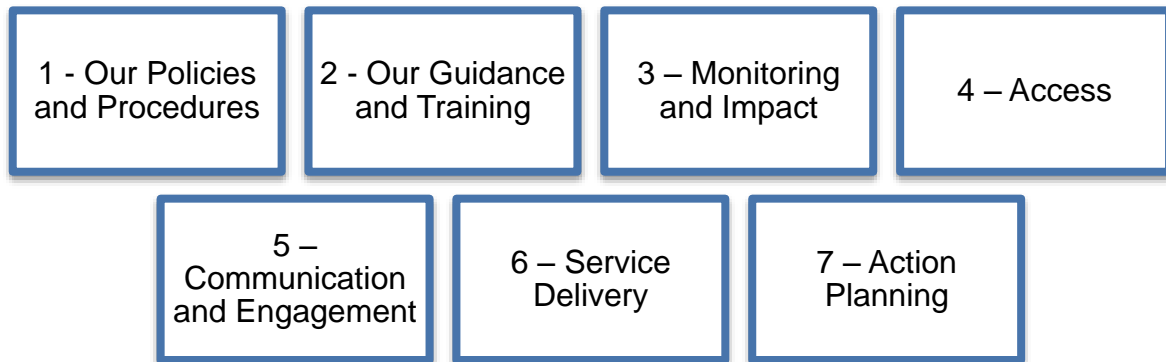 1 - Our Policies
and Procedures
2 - Our Guidance
and Training
3 – Monitoring
and Impact
4 – Access
5 –
Communication
and Engagement
6 – Service
Delivery
7 – Action
Planning